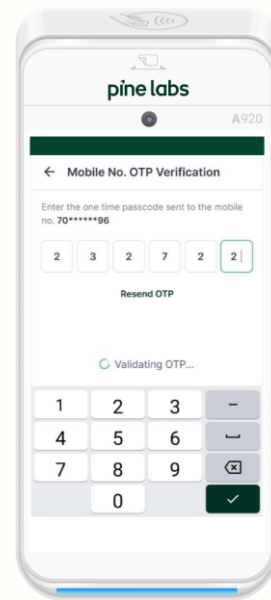 pine labs
A920
Mobile No. OTP Verification
Enter the one time passcode sent to the mobile
no. 70******96
2 3 2 7 2 2
Resend OTP
Validating OTP...
1 2 3 –
4 5 6
7 8 9
0